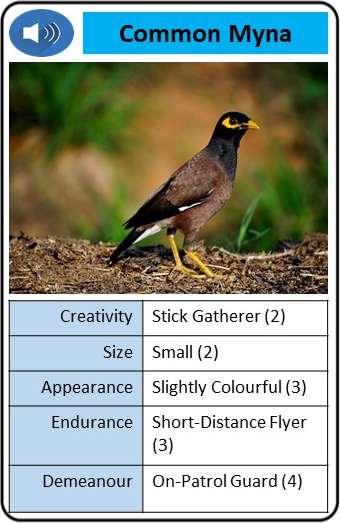 Common Myna
Creativity Stick Gatherer (2)
Size Small (2)
Appearance Slightly Colourful (3)
Endurance Short-Distance Flyer
(3)
Demeanour On-Patrol Guard (4)